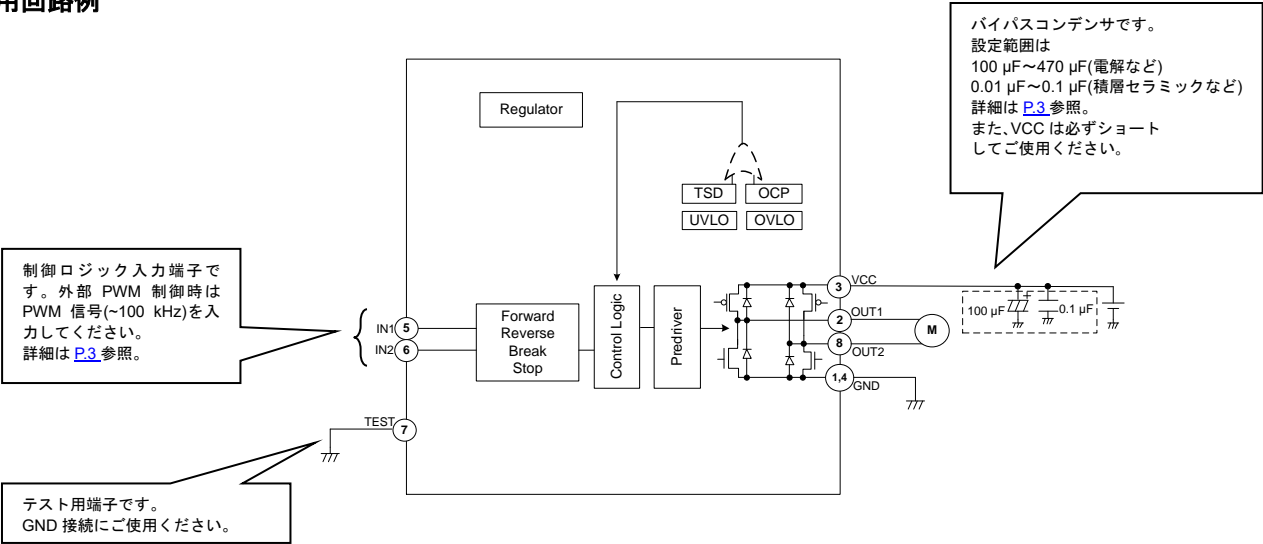 用回路例
バイパスコンデンサです。
設定範囲は
100 µF～470 µF(電解など)
0.01 µF～0.1 µF(積層セラミックなど)
詳細は P.3 参照。
また、VCC は必ずショート
してご使用ください。
Regulator
TSD
OCP
UVLO
OVLO
制御ロジック入力端子で
す。外部 PWM 制御時は
PWM 信号(~100 kHz)を入
力してください。
詳細は P.3 参照。
IN1 5
IN2 6
Forward
Reverse
Break
Stop
Control Logic
Predriver
3 VCC
2 OUT1
8 OUT2
1,4 GND
M
100 µF
0.1 µF
TEST 7
テスト用端子です。
GND 接続にご使用ください。